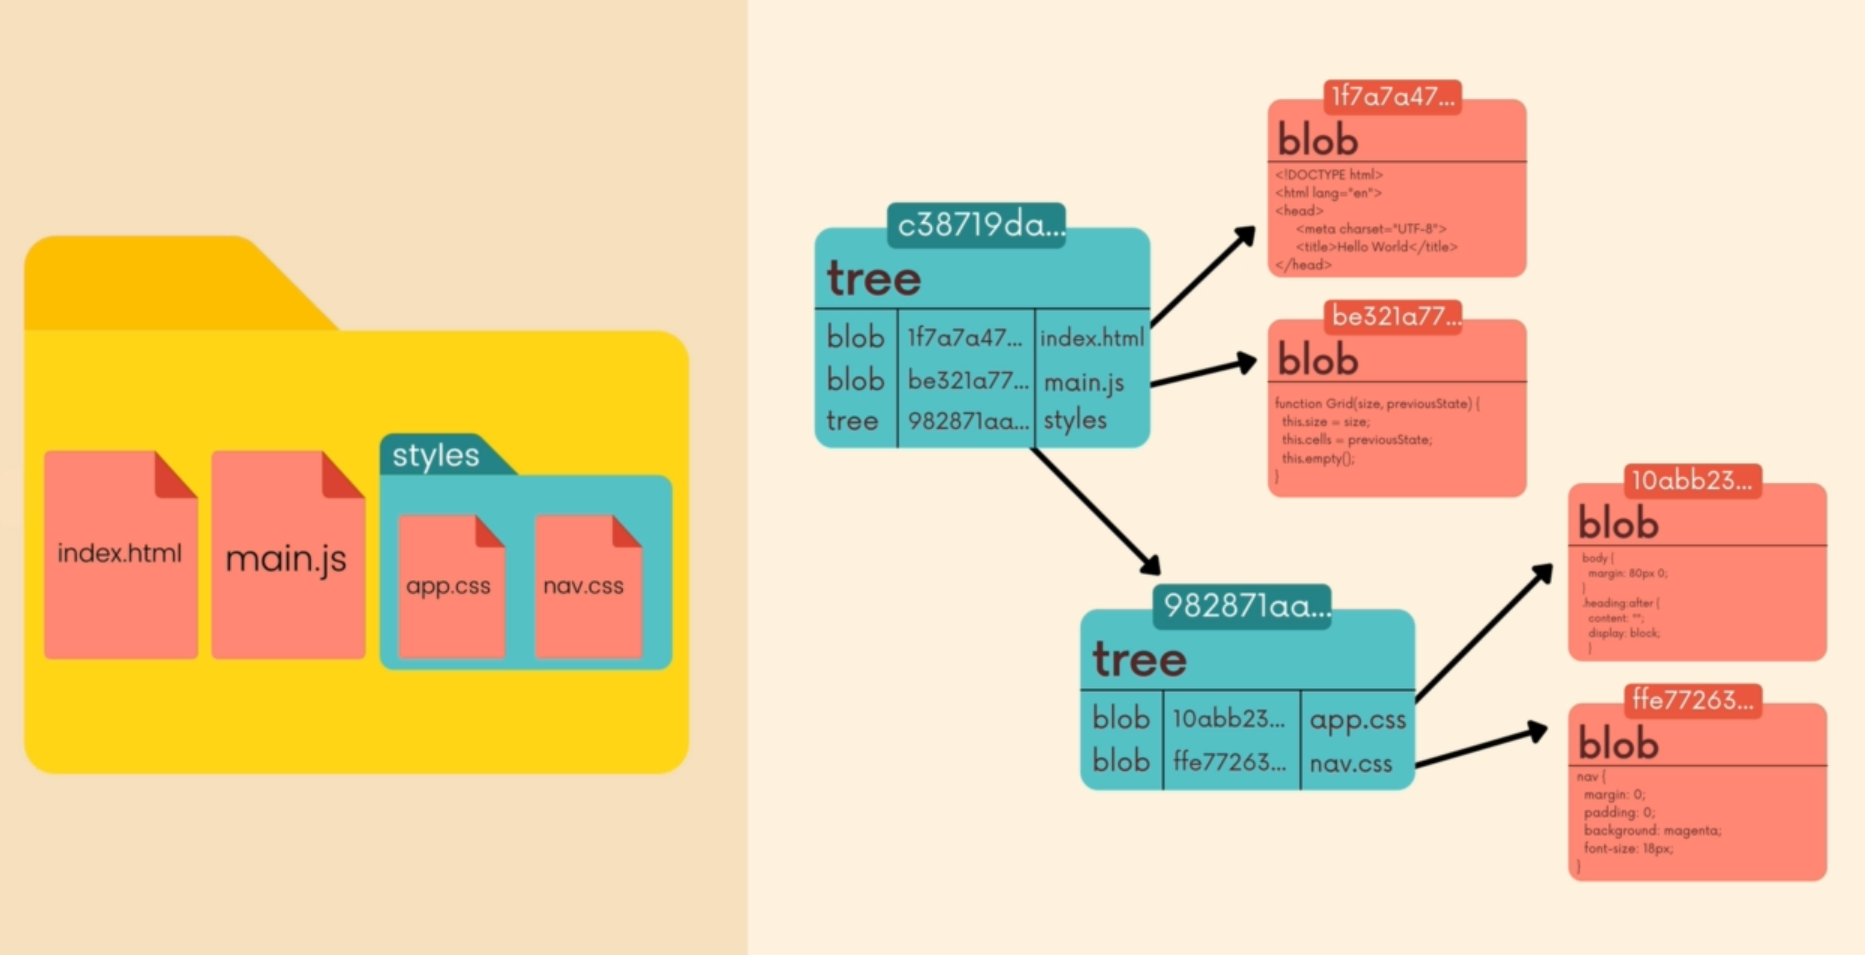 styles
index.html
main.js
app.css
nav.css
c38719da...
tree
blob 1f7a7a47... index.html
blob be321a77... main.js
tree 982871aa... styles
1f7a7a47...
blob
<!DOCTYPE html>
<html lang="en">
<head>
<meta charset="UTF-8">
<title>Hello World</title>
</head>
be321a77...
blob
function Grid(size, previousState) {
this.size = size;
this.cells = previousState;
this.empty();
}
982871aa...
tree
blob 10abb23... app.css
blob ffe77263... nav.css
10abb23...
blob
body {
margin: 80px 0;
}
.heading:after {
content: "";
display: block;
}
ffe77263...
blob
nav {
margin: 0;
padding: 0;
background: magenta;
font-size: 18px;
}